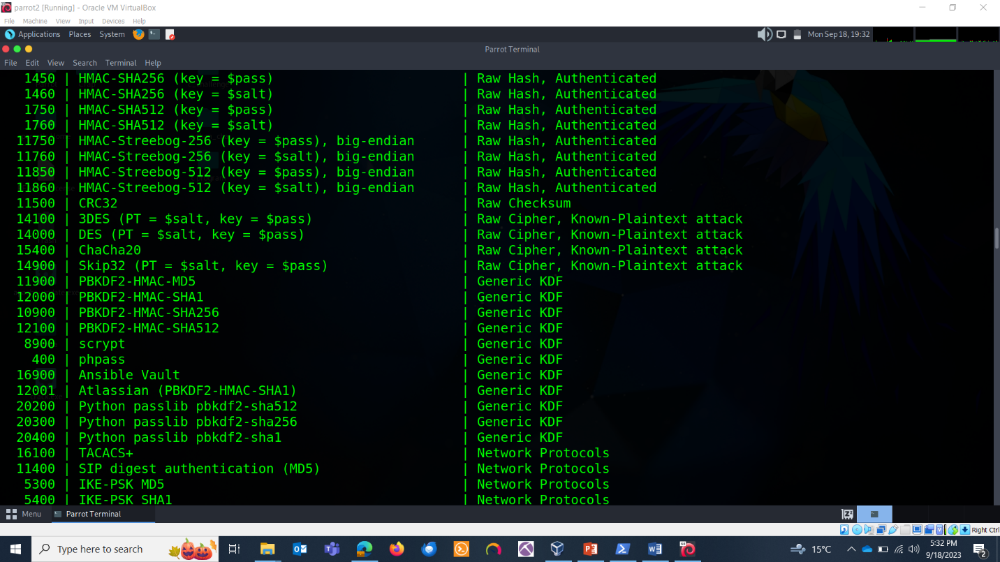 parrot2 [Running] - Oracle VM VirtualBox
File Machine View Input Devices Help
Applications Places System Mon Sep 18, 19:32
Parrot Terminal
File Edit View Search Terminal Help
1450 | HMAC-SHA256 (key = $pass) | Raw Hash, Authenticated
1460 | HMAC-SHA256 (key = $salt) | Raw Hash, Authenticated
1750 | HMAC-SHA512 (key = $pass) | Raw Hash, Authenticated
1760 | HMAC-SHA512 (key = $salt) | Raw Hash, Authenticated
11750 | HMAC-Streebog-256 (key = $pass), big-endian | Raw Hash, Authenticated
11760 | HMAC-Streebog-256 (key = $salt), big-endian | Raw Hash, Authenticated
11850 | HMAC-Streebog-512 (key = $pass), big-endian | Raw Hash, Authenticated
11860 | HMAC-Streebog-512 (key = $salt), big-endian | Raw Hash, Authenticated
11500 | CRC32 | Raw Checksum
14100 | 3DES (PT = $salt, key = $pass) | Raw Cipher, Known-Plaintext attack
14000 | DES (PT = $salt, key = $pass) | Raw Cipher, Known-Plaintext attack
15400 | ChaCha20 | Raw Cipher, Known-Plaintext attack
14900 | Skip32 (PT = $salt, key = $pass) | Raw Cipher, Known-Plaintext attack
11900 | PBKDF2-HMAC-MD5 | Generic KDF
12000 | PBKDF2-HMAC-SHA1 | Generic KDF
10900 | PBKDF2-HMAC-SHA256 | Generic KDF
12100 | PBKDF2-HMAC-SHA512 | Generic KDF
8900 | scrypt | Generic KDF
400 | phpass | Generic KDF
16900 | Ansible Vault | Generic KDF
12001 | Atlassian (PBKDF2-HMAC-SHA1) | Generic KDF
20200 | Python passlib pbkdf2-sha512 | Generic KDF
20300 | Python passlib pbkdf2-sha256 | Generic KDF
20400 | Python passlib pbkdf2-sha1 | Generic KDF
16100 | TACACS+ | Network Protocols
11400 | SIP digest authentication (MD5) | Network Protocols
5300 | IKE-PSK MD5 | Network Protocols
5400 | IKE-PSK SHA1 | Network Protocols
Menu Parrot Terminal
Right Ctrl
Type here to search 15°C 5:32 PM
9/18/2023 2